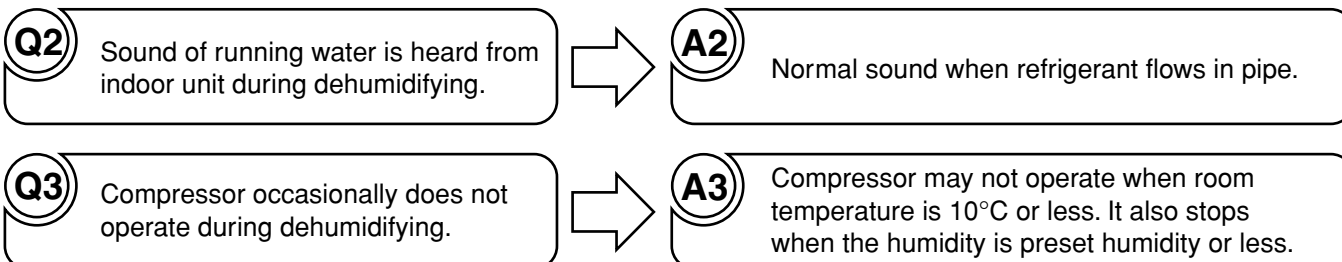 Q2
Sound of running water is heard from
indoor unit during dehumidifying.
A2
Normal sound when refrigerant flows in pipe.
Q3
Compressor occasionally does not
operate during dehumidifying.
A3
Compressor may not operate when room
temperature is 10°C or less. It also stops
when the humidity is preset humidity or less.